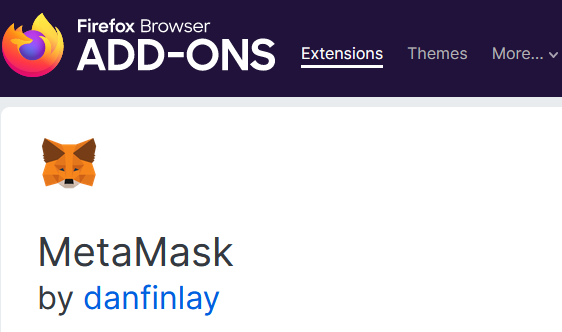 Firefox Browser
ADD-ONS
Extensions Themes More...
MetaMask
by danfinlay